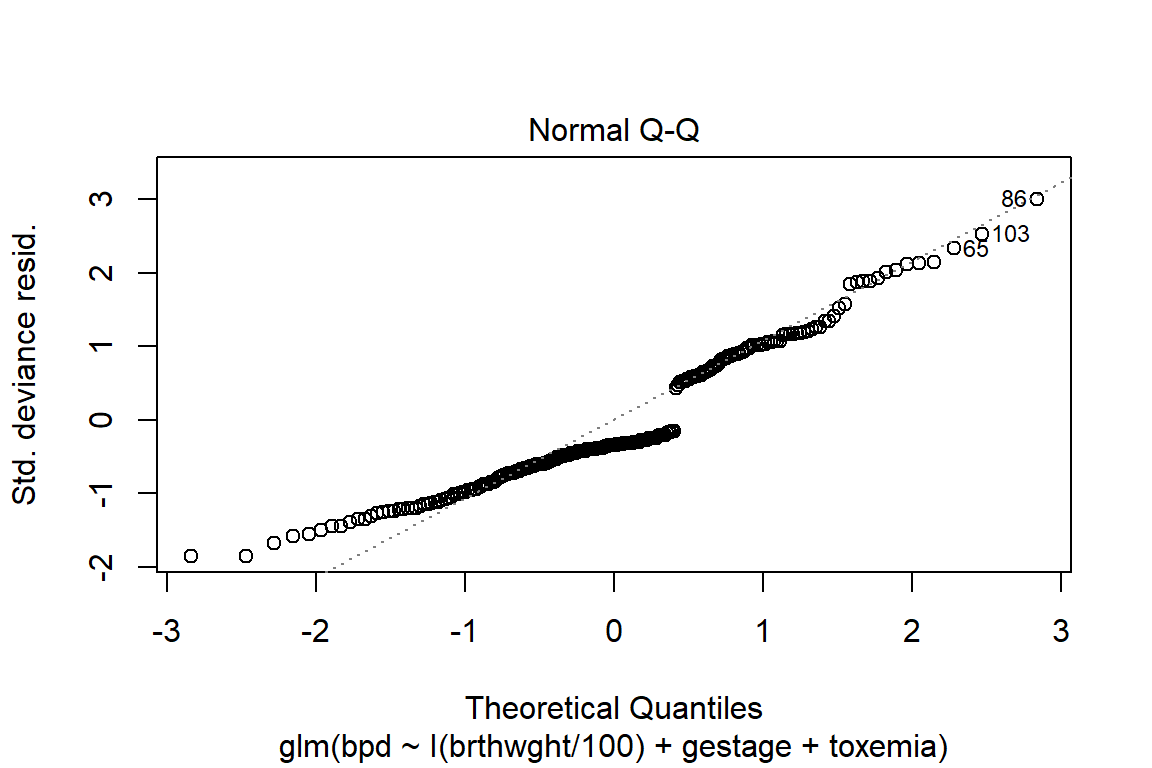 Normal Q-Q
Std. deviance resid.
3
2
1
0
-1
-2
86
103
65
-3 -2 -1 0 1 2 3
Theoretical Quantiles
glm(bpd ~ I(brthwght/100) + gestage + toxemia)